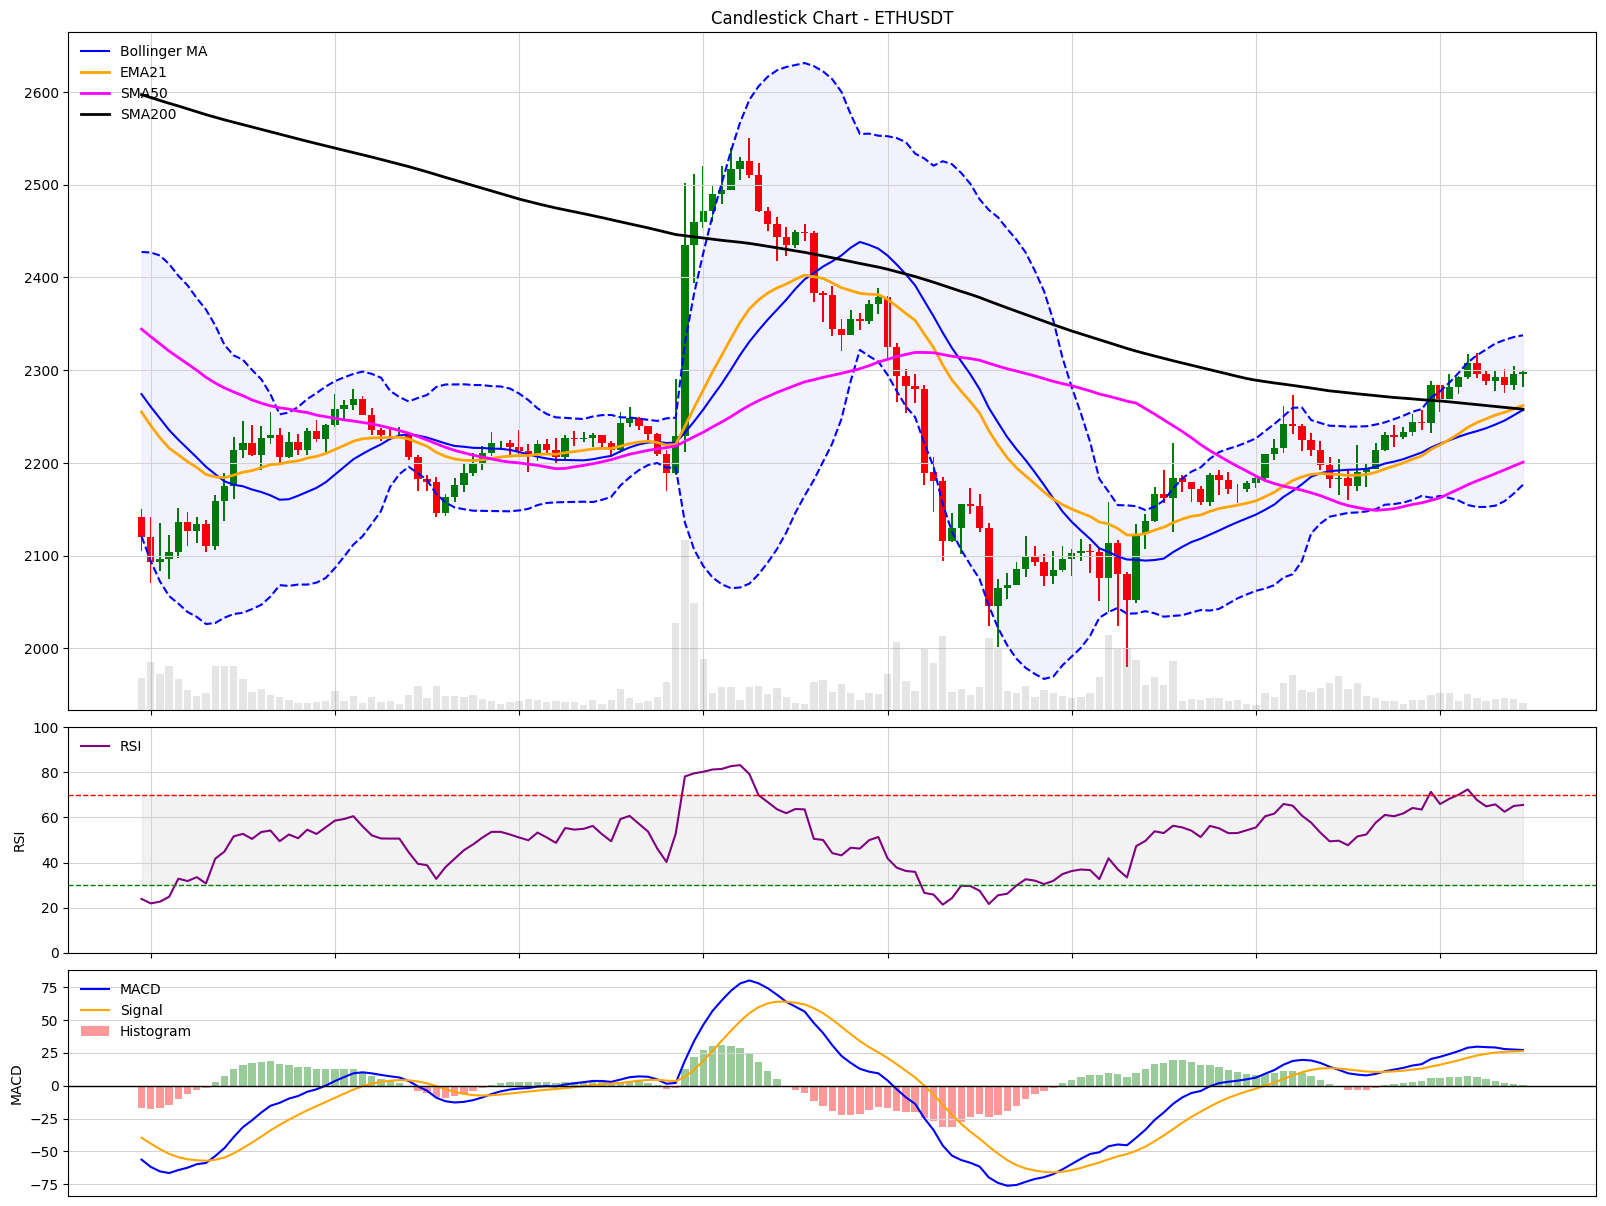 Candlestick Chart - ETHUSDT
Bollinger MA
EMA21
SMA50
SMA200
2600
2500
2400
2300
2200
2100
2000
RSI
100
80
60
40
20
0
RSI
MACD
Signal
Histogram
75
50
25
0
−25
−50
−75
MACD